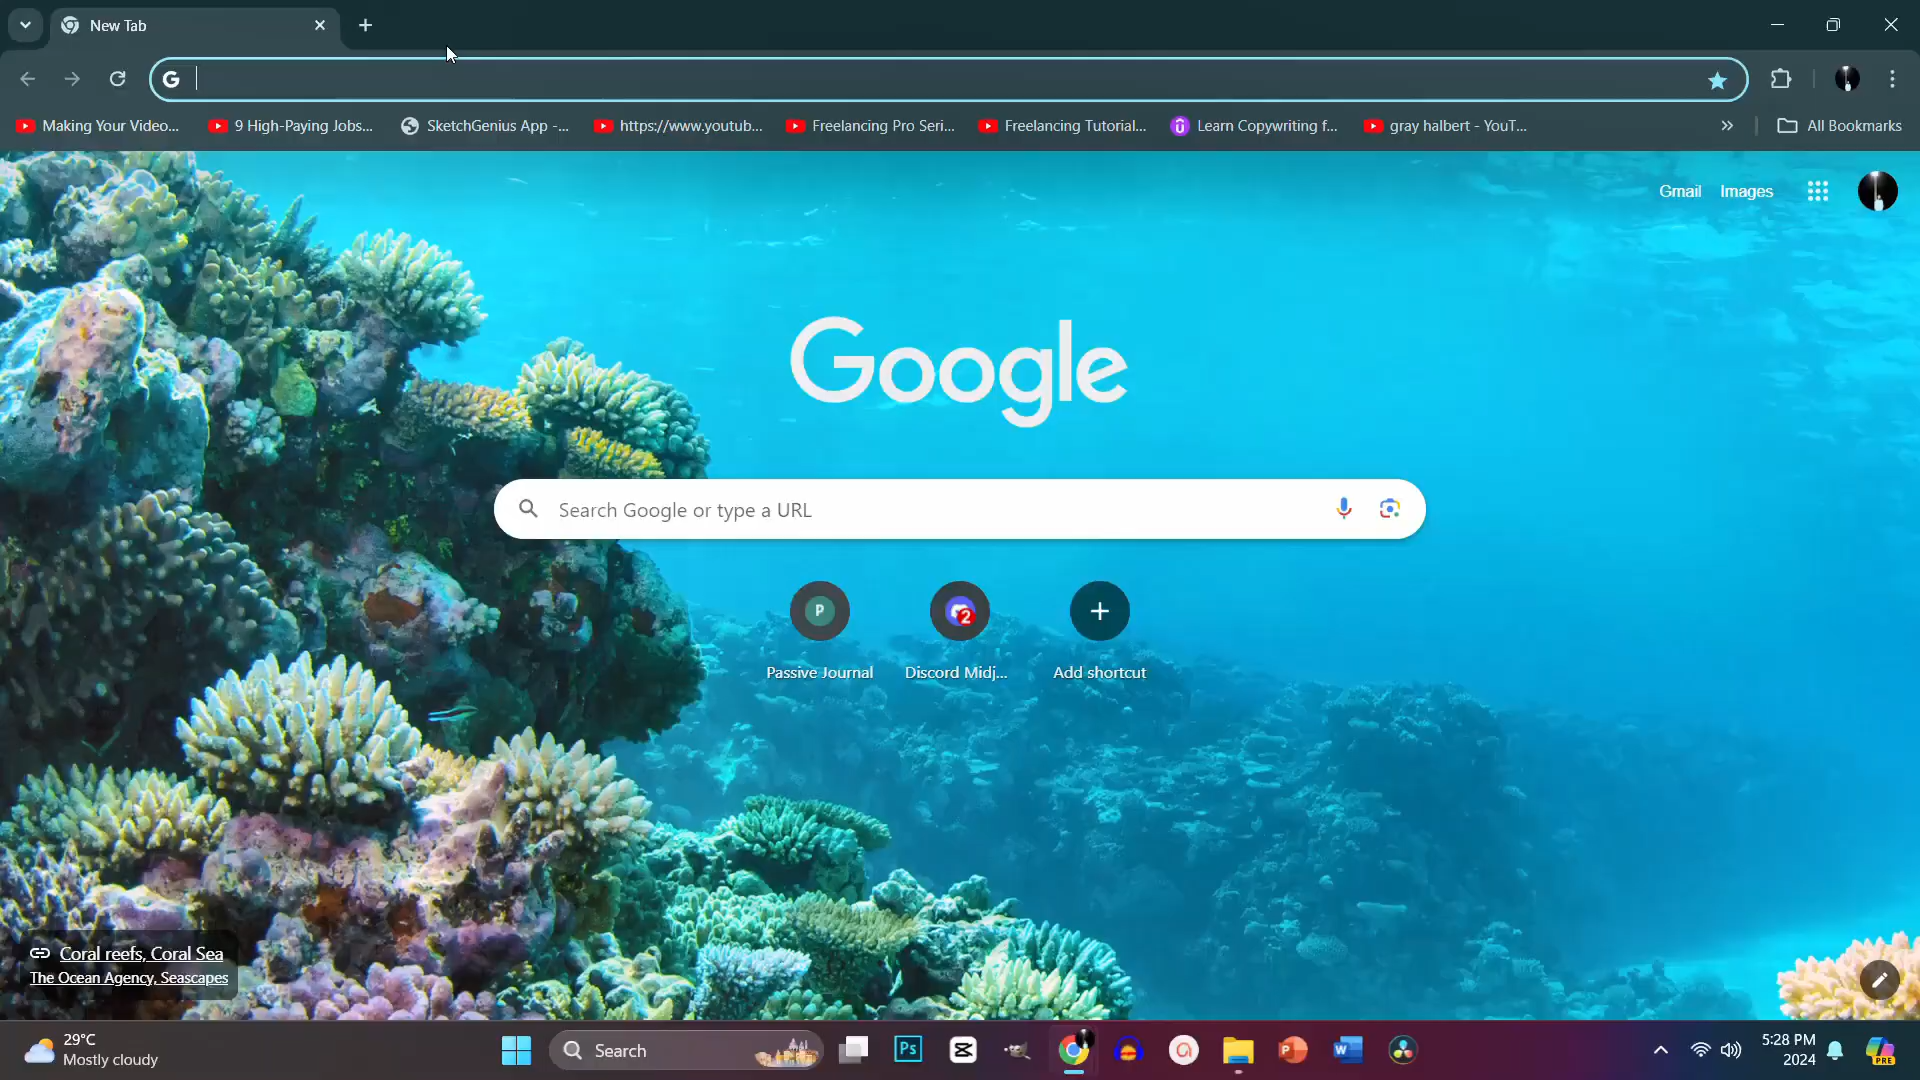 New Tab
Making Your Video...
9 High-Paying Jobs...
SketchGenius App -...
https://www.youtub...
Freelancing Pro Seri...
Freelancing Tutorial...
Learn Copywriting f...
gray halbert - YouT...
All Bookmarks
Gmail
Images
Google
Search Google or type a URL
P
2
Passive Journal
Discord Midj...
Add shortcut
Coral reefs, Coral Sea
The Ocean Agency, Seascapes
29°C
Mostly cloudy
Search
Ps
P
W
5:28 PM
2024
PRE